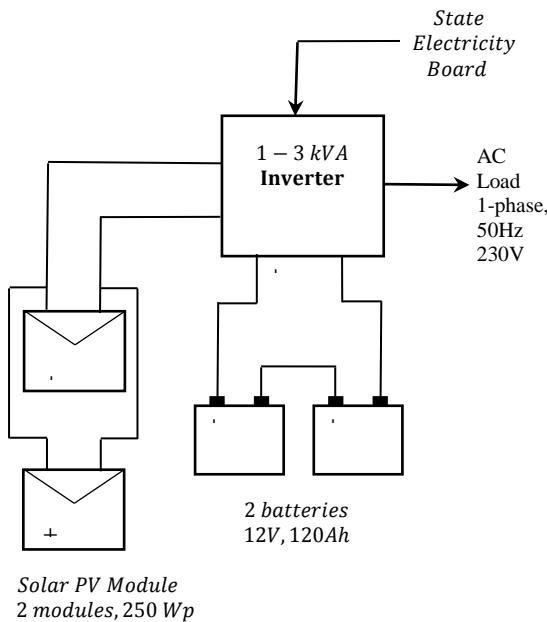 State
Electricity
Board
1 − 3 kVA
Inverter
AC
Load
1-phase,
50Hz
230V
2 batteries
12V, 120Ah
Solar PV Module
2 modules, 250 Wp